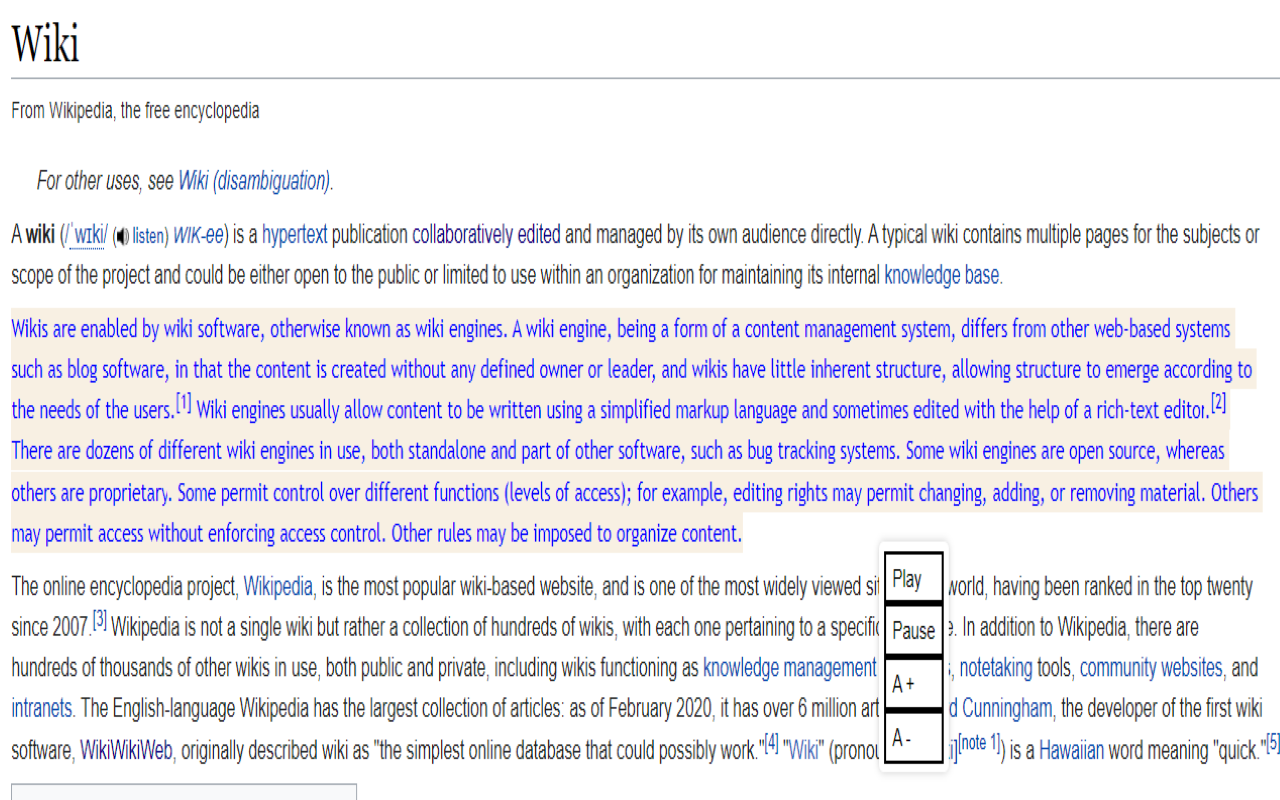 Wiki
From Wikipedia, the free encyclopedia
For other uses, see Wiki (disambiguation).
A wiki (/ˈwɪki/ (listen) WIK-ee) is a hypertext publication collaboratively edited and managed by its own audience directly. A typical wiki contains multiple pages for the subjects or
scope of the project and could be either open to the public or limited to use within an organization for maintaining its internal knowledge base.
Wikis are enabled by wiki software, otherwise known as wiki engines. A wiki engine, being a form of a content management system, differs from other web-based systems
such as blog software, in that the content is created without any defined owner or leader, and wikis have little inherent structure, allowing structure to emerge according to
the needs of the users.[1] Wiki engines usually allow content to be written using a simplified markup language and sometimes edited with the help of a rich-text editor.[2]
There are dozens of different wiki engines in use, both standalone and part of other software, such as bug tracking systems. Some wiki engines are open source, whereas
others are proprietary. Some permit control over different functions (levels of access); for example, editing rights may permit changing, adding, or removing material. Others
may permit access without enforcing access control. Other rules may be imposed to organize content.
The online encyclopedia project, Wikipedia, is the most popular wiki-based website, and is one of the most widely viewed world, having been ranked in the top twenty
since 2007.[3] Wikipedia is not a single wiki but rather a collection of hundreds of wikis, with each one pertaining to a In addition to Wikipedia, there are
hundreds of thousands of other wikis in use, both public and private, including wikis functioning as knowledge management notetaking tools, community websites, and
intranets. The English-language Wikipedia has the largest collection of articles: as of February 2020, it has over 6 million Cunningham, the developer of the first wiki
software, WikiWikiWeb, originally described wiki as "the simplest online database that could possibly work."[4] "Wiki" [note 1]) is a Hawaiian word meaning "quick."[5]
Play
Pause
A +
A -